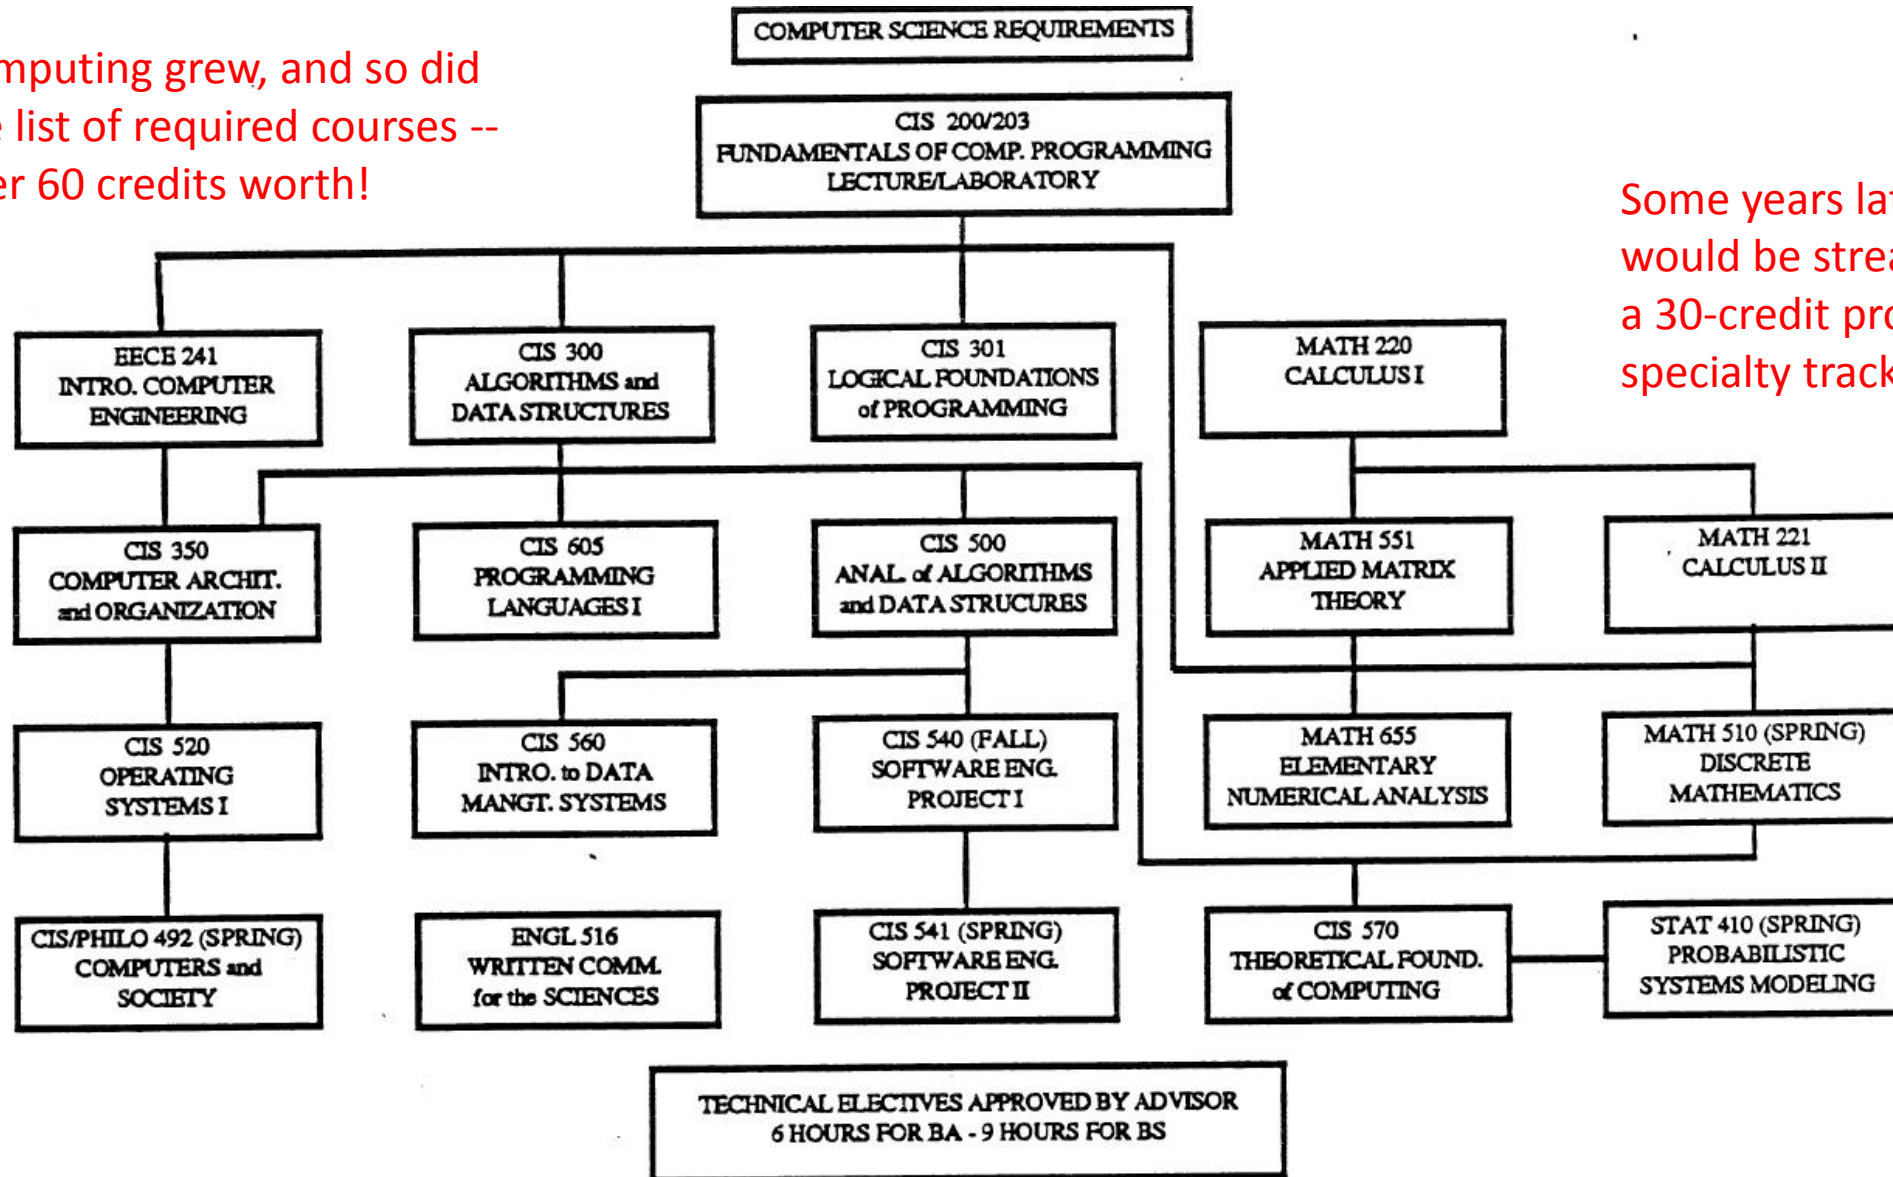 COMPUTER SCIENCE REQUIREMENTS
mputing grew, and so did
list of required courses --
er 60 credits worth!
CIS 200/203
FUNDAMENTALS OF COMP. PROGRAMMING
LECTURE/LABORATORY
Some years
would be
a 30-credit
specialty track
EECE 241
INTRO. COMPUTER
ENGINEERING
CIS 300
ALGORITHMS and
DATA STRUCTURES
CIS 301
LOGICAL FOUNDATIONS
of PROGRAMMING
MATH 220
CALCULUS I
CIS 350
COMPUTER ARCHIT.
and ORGANIZATION
CIS 605
PROGRAMMING
LANGUAGES I
CIS 500
ANAL. of ALGORITHMS
and DATA STRUCURES
MATH 551
APPLIED MATRIX
THEORY
MATH 221
CALCULUS II
CIS 520
OPERATING
SYSTEMS I
CIS 560
INTRO. to DATA
MANGT. SYSTEMS
CIS 540 (FALL)
SOFTWARE ENG.
PROJECT I
MATH 655
ELEMENTARY
NUMERICAL ANALYSIS
MATH 510 (SPRING)
DISCRETE
MATHEMATICS
CIS/PHILO 492 (SPRING)
COMPUTERS and
SOCIETY
ENGL 516
WRITTEN COMM.
for the SCIENCES
CIS 541 (SPRING)
SOFTWARE ENG.
PROJECT II
CIS 570
THEORETICAL FOUND.
of COMPUTING
STAT 410 (SPRING)
PROBABILISTIC
SYSTEMS MODELING
TECHNICAL ELECTIVES APPROVED BY ADVISOR
6 HOURS FOR BA - 9 HOURS FOR BS